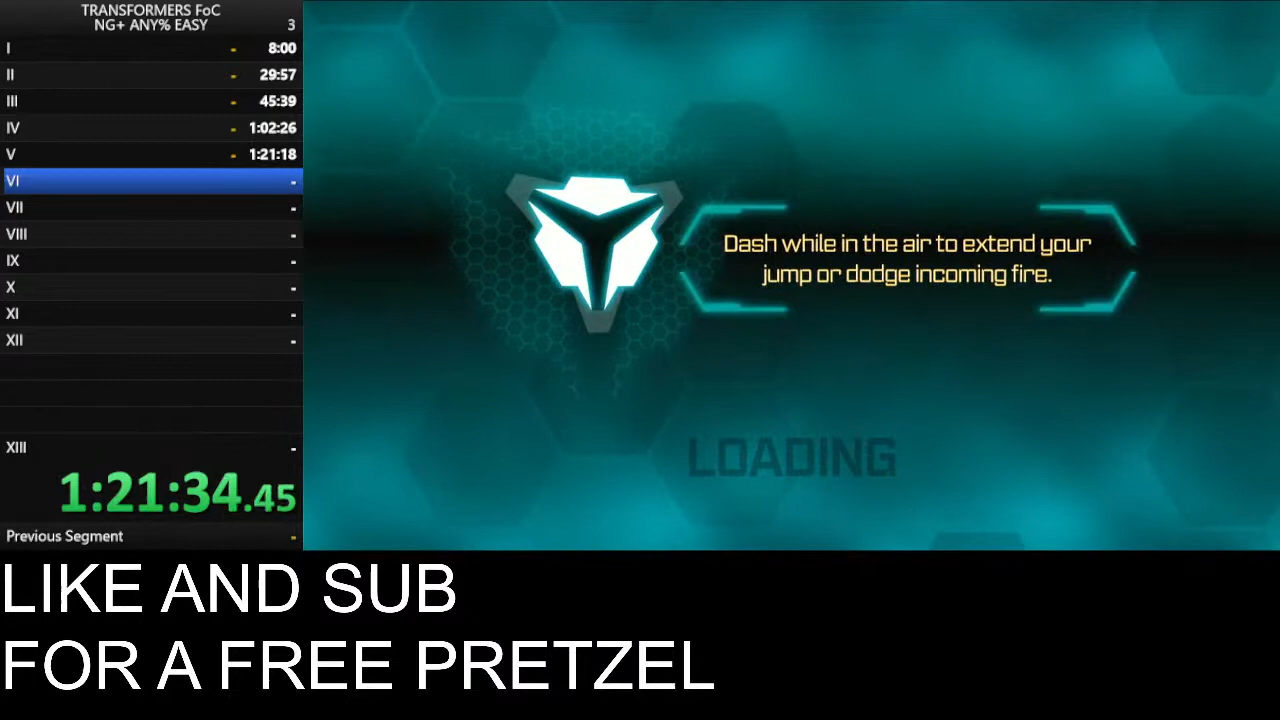 TRANSFORMERS FoC
NG+ ANY% EASY 3
I - 8:00
II - 29:57
III - 45:39
IV - 1:02:26
V - 1:21:18
VI -
VII -
VIII -
IX -
X -
XI -
XII -
XIII -
1:21:34.45
Previous Segment -
Dash while in the air to extend your
jump or dodge incoming fire.
LOADING
LIKE AND SUB
FOR A FREE PRETZEL